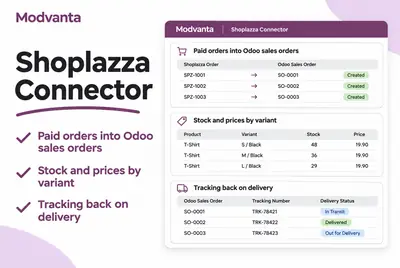 Modvanta
Shoplazza
Connector
Paid orders into Odoo
sales orders
Stock and prices by
variant
Tracking back on
delivery
Modvanta | Shoplazza Connector
Paid orders into Odoo sales orders
Shoplazza Order Odoo Sales Order
SPZ-1001 → SO-0001 Created
SPZ-1002 → SO-0002 Created
SPZ-1003 → SO-0003 Created
Stock and prices by variant
Product Variant Stock Price
T-Shirt S / Black 48 19.90
T-Shirt M / Black 36 19.90
T-Shirt L / Black 29 19.90
Tracking back on delivery
Odoo Sales Order Tracking Number Delivery Status
SO-0001 TRK-78421 In Transit
SO-0002 TRK-78422 Delivered
SO-0003 TRK-78423 Out for Delivery